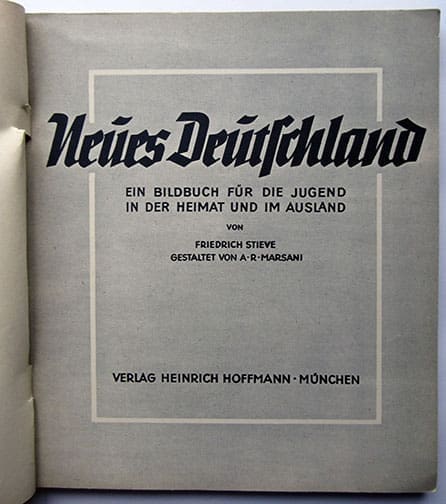 Neues Deutschland
EIN BILDBUCH FÜR DIE JUGEND
IN DER HEIMAT UND IM AUSLAND
VON
FRIEDRICH STIEVE
GESTALTET VON A·R·MARSANI
VERLAG HEINRICH HOFFMANN·MÜNCHEN